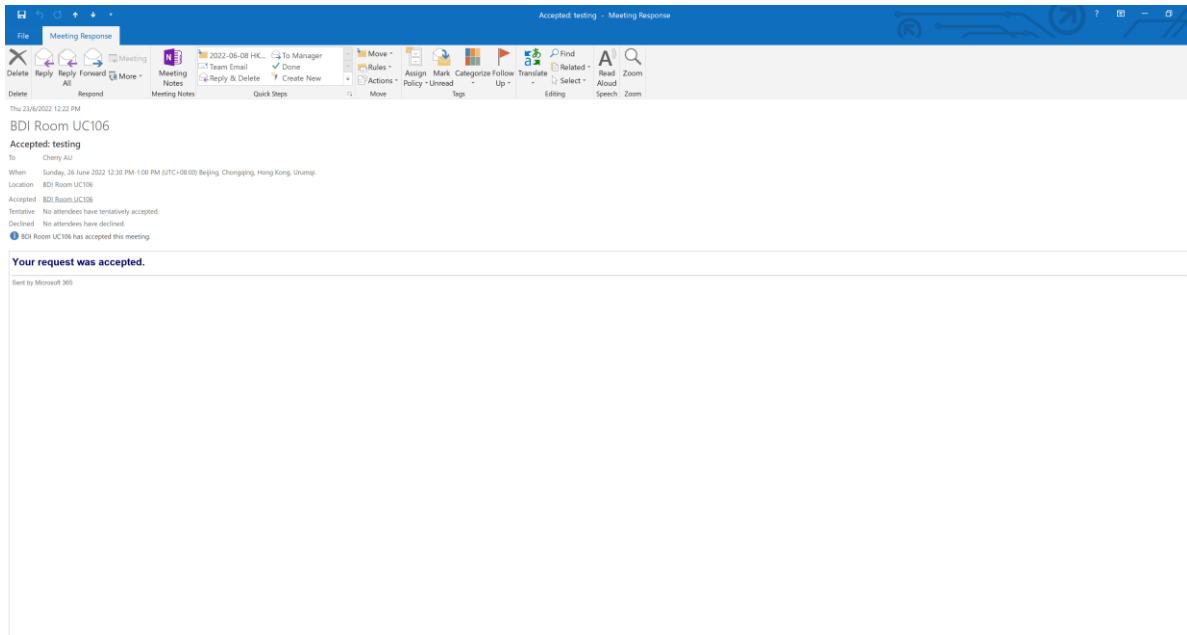 Accepted: testing - Meeting Response
?
File Meeting Response
Delete Reply Reply All Forward Meeting More
Meeting Notes
2022-06-08 HK... To Manager
Team Email Done
Reply & Delete Create New
Move
Rules
Actions
Assign Policy Mark Unread Categorize Follow Up
Translate
Find
Related
Select
Read Aloud
Zoom
Delete Respond Meeting Notes Quick Steps Move Tags Editing Speech Zoom
Thu 23/6/2022 12:22 PM
BDI Room UC106
Accepted: testing
To Cherry AU
When Sunday, 26 June 2022 12:30 PM-1:00 PM (UTC+08:00) Beijing, Chongqing, Hong Kong, Urumqi.
Location BDI Room UC106
Accepted BDI Room UC106
Tentative No attendees have tentatively accepted.
Declined No attendees have declined.
BDI Room UC106 has accepted this meeting.
Your request was accepted.
Sent by Microsoft 365